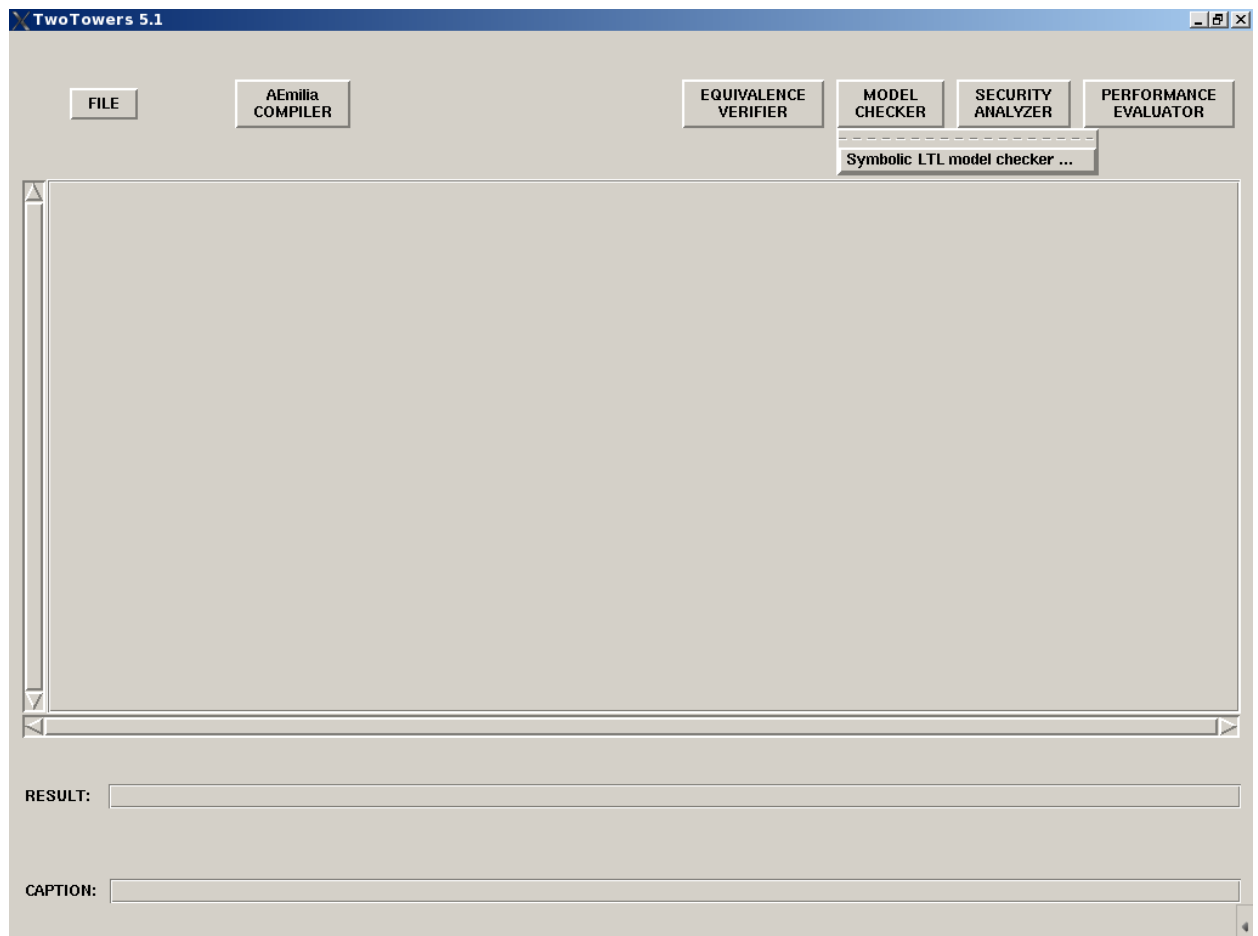 TwoTowers 5.1
FILE
AEmilia
COMPILER
EQUIVALENCE
VERIFIER
MODEL
CHECKER
SECURITY
ANALYZER
PERFORMANCE
EVALUATOR
Symbolic LTL model checker ...
RESULT:
CAPTION: